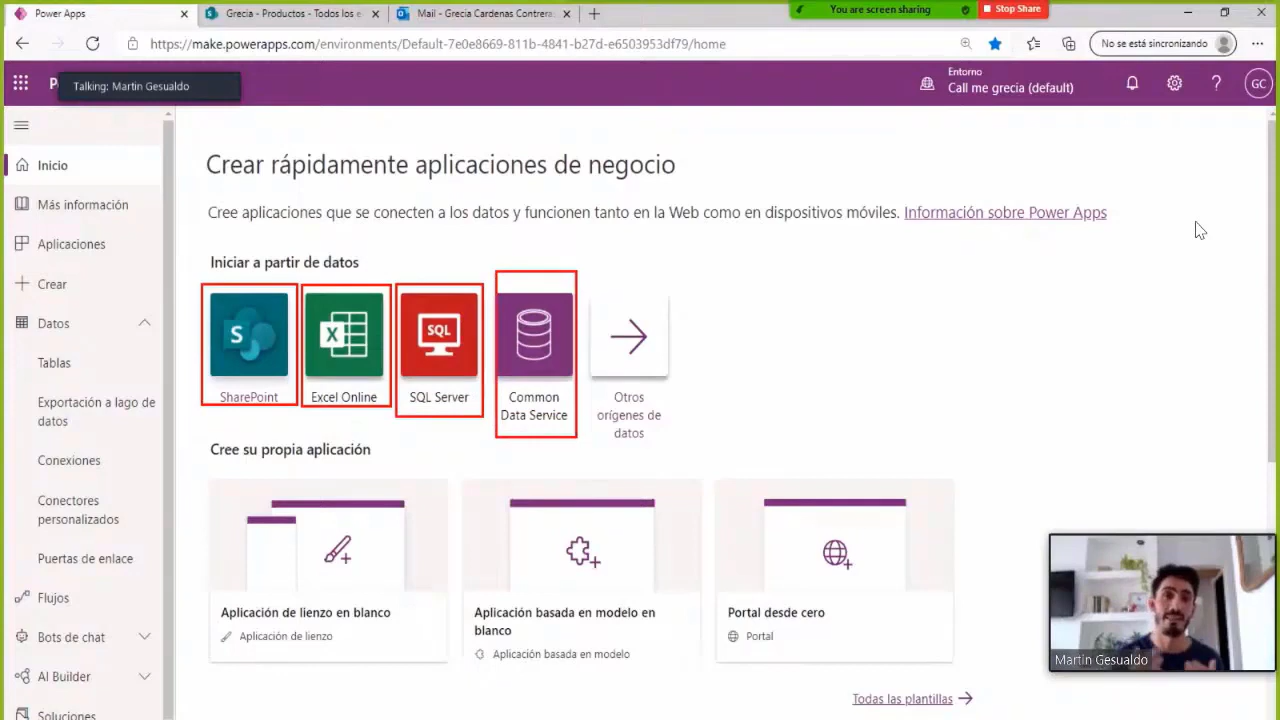 Power Apps
Grecia - Productos - Todos los e
Mail - Grecia Cardenas Contrera
You are screen sharing
Stop Share
https://make.powerapps.com/environments/Default-7e0e8669-811b-4841-b27d-e6503953df79/home
No se está sincronizando
P
Talking: Martin Gesualdo
Entorno
Call me grecia (default)
GC
Inicio
Más información
Aplicaciones
Crear
Datos
Tablas
Exportación a lago de
datos
Conexiones
Conectores
personalizados
Puertas de enlace
Flujos
Bots de chat
AI Builder
Soluciones
Crear rápidamente aplicaciones de negocio
Cree aplicaciones que se conecten a los datos y funcionen tanto en la Web como en dispositivos móviles. Información sobre Power Apps
Iniciar a partir de datos
S
X
SQL
SharePoint
Excel Online
SQL Server
Common
Data Service
Otros
orígenes de
datos
Cree su propia aplicación
Aplicación de lienzo en blanco
Aplicación de lienzo
Aplicación basada en modelo en
blanco
Aplicación basada en modelo
Portal desde cero
Portal
Todas las plantillas
Martin Gesualdo